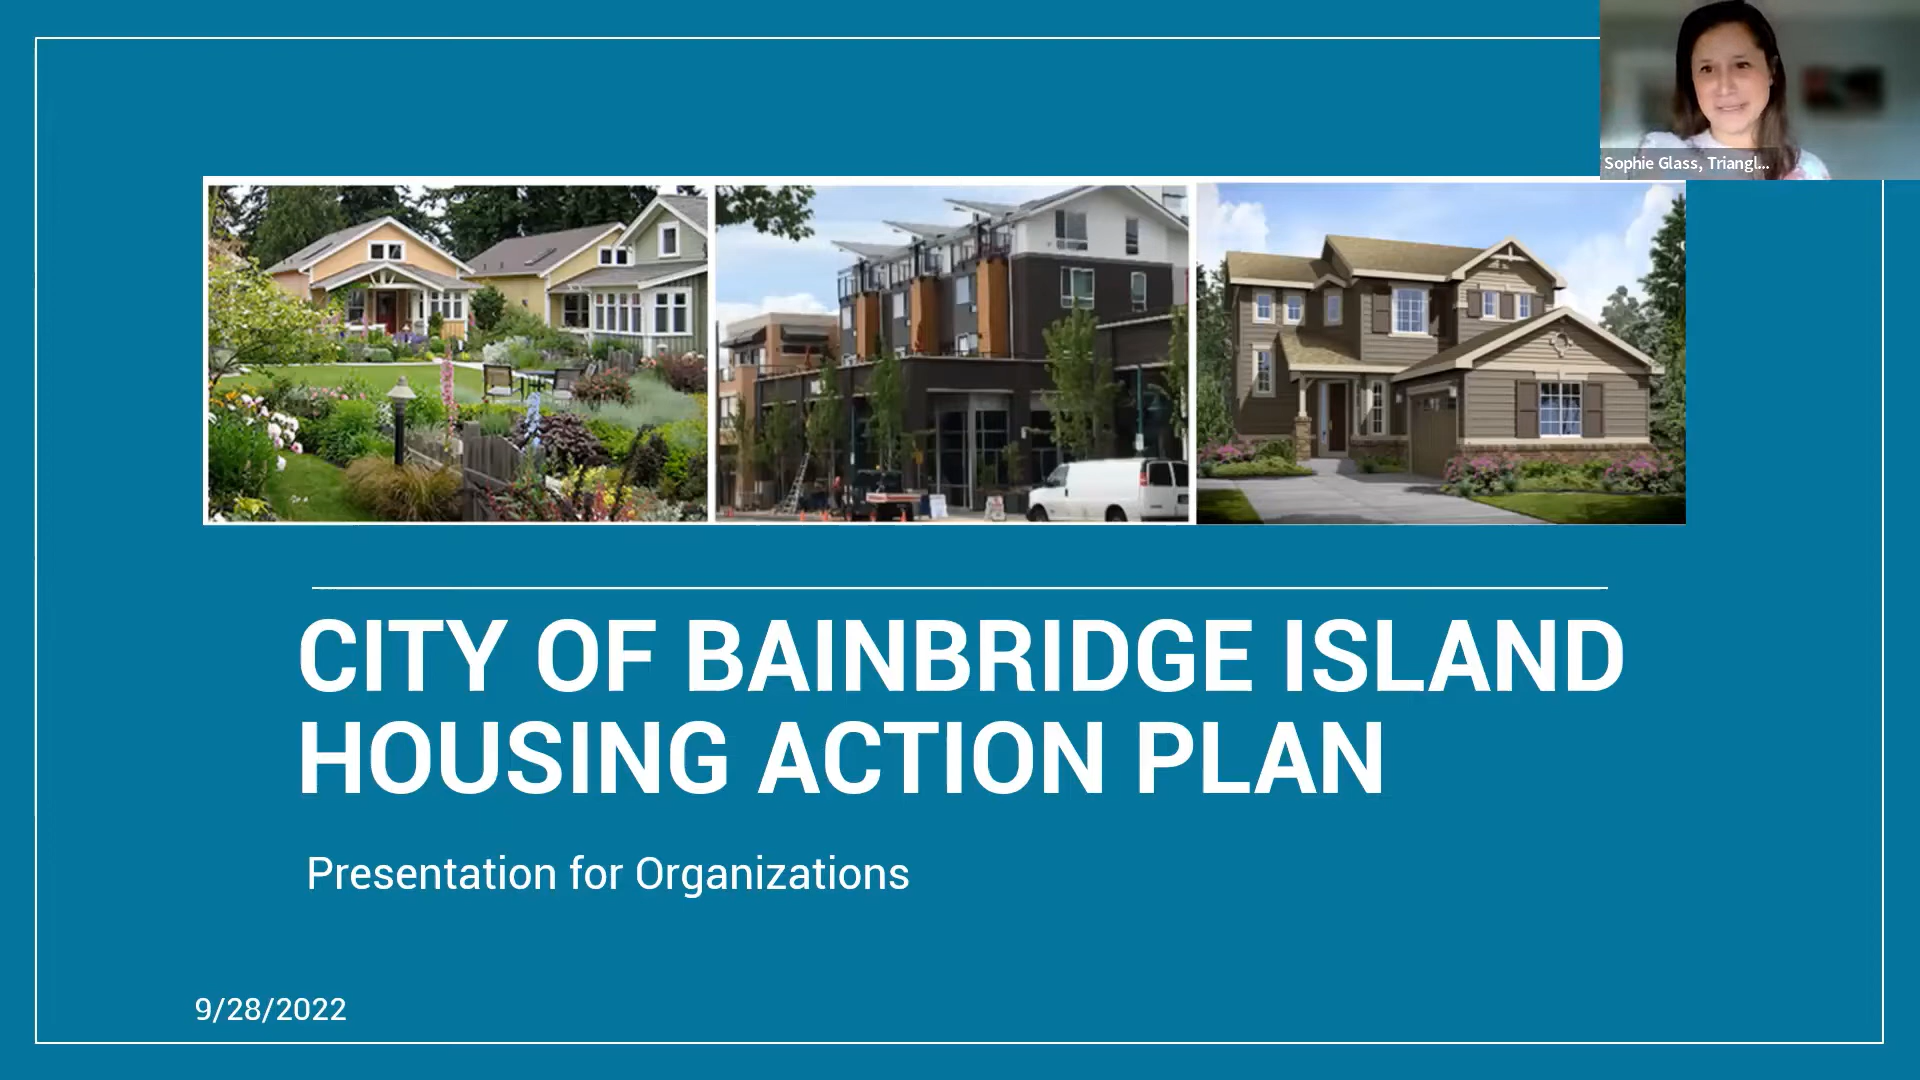 Sophie Glass, Triangl...
CITY OF BAINBRIDGE ISLAND
HOUSING ACTION PLAN
Presentation for Organizations
9/28/2022